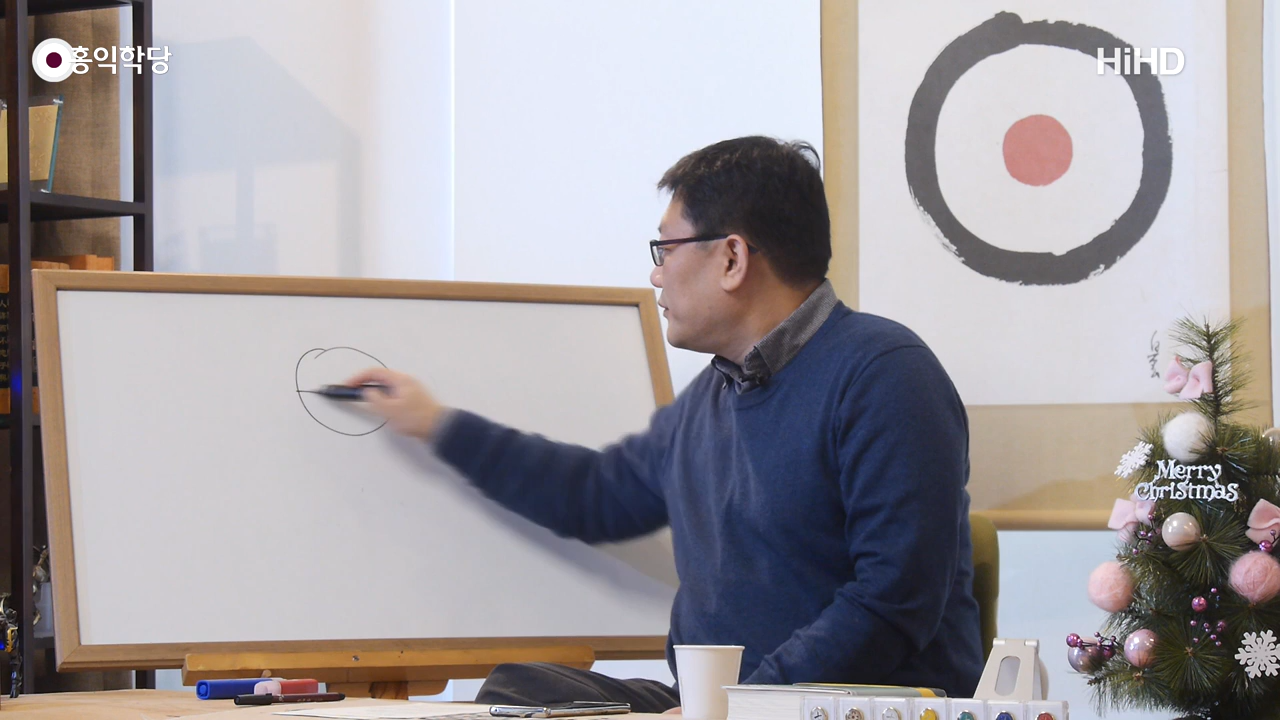 홍익학당
HiHD
Merry
Christmas